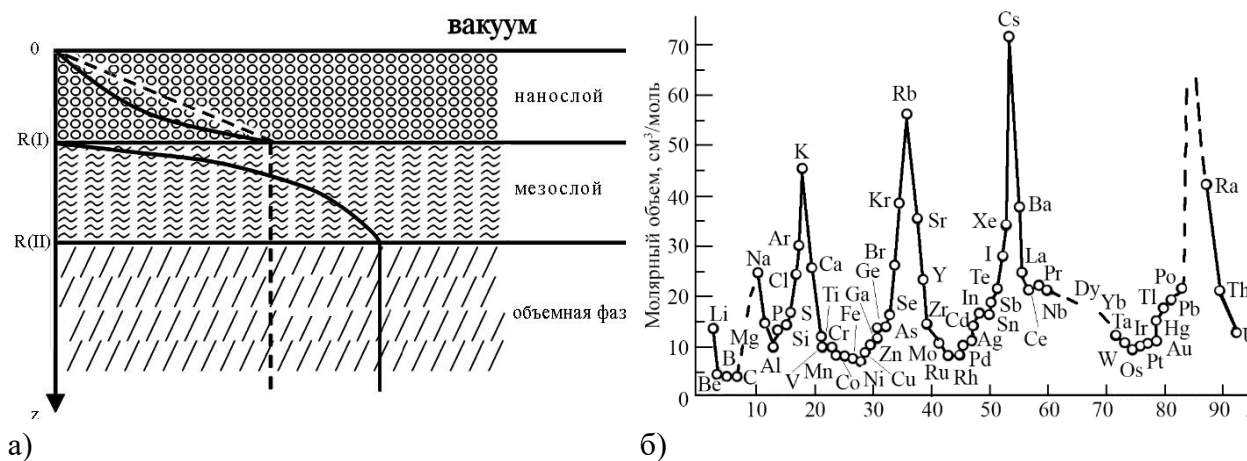 вакуум
0
нанослой
R(I)
мезослой
R(II)
объемная фаз
z
а)
Молярный объем, см³/моль
70
60
50
40
30
20
10
0
10
20
30
40
50
60
70
80
90
Li
Be
B
C
Na
Mg
Al
Si
P
S
Cl
Ar
K
Ca
Ti
V
Cr
Mn
Fe
Co
Ni
Cu
Zn
Ga
Ge
As
Se
Br
Kr
Rb
Sr
Y
Zr
Mo
Ru
Rh
Pd
Ag
Cd
In
Sn
Sb
Te
I
Xe
Cs
Ba
La
Ce
Pr
Nb
Dy
Yb
Ta
W
Os
Ir
Pt
Au
Hg
Tl
Pb
Po
Ra
Th
U
б)